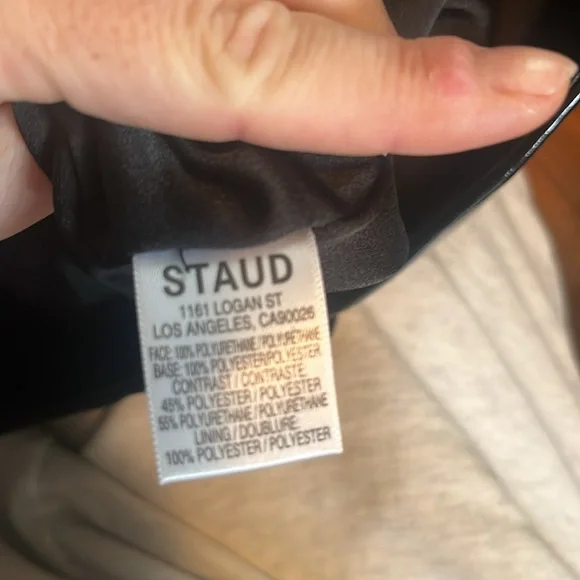 STAUD
1161 LOGAN ST
LOS ANGELES, CA90026
FACE: 100% POLYURETHANE / POLYURETHANE
BASE: 100% POLYESTER/POLYESTER
CONTRAST / CONTRASTE:
45% POLYESTER / POLYESTER
55% POLYURETHANE / POLYURETHANE
LINING / DOUBLURE:
100% POLYESTER / POLYESTER